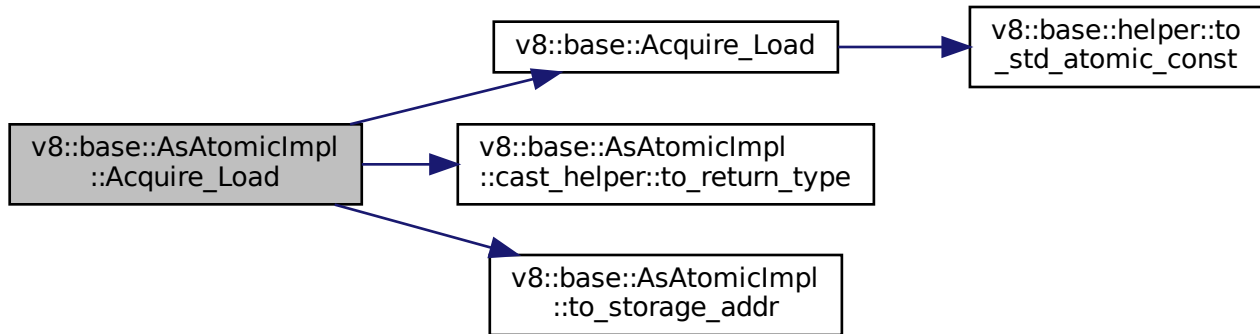 v8::base::AsAtomicImpl
::Acquire_Load
v8::base::Acquire_Load
v8::base::helper::to
_std_atomic_const
v8::base::AsAtomicImpl
::cast_helper::to_return_type
v8::base::AsAtomicImpl
::to_storage_addr